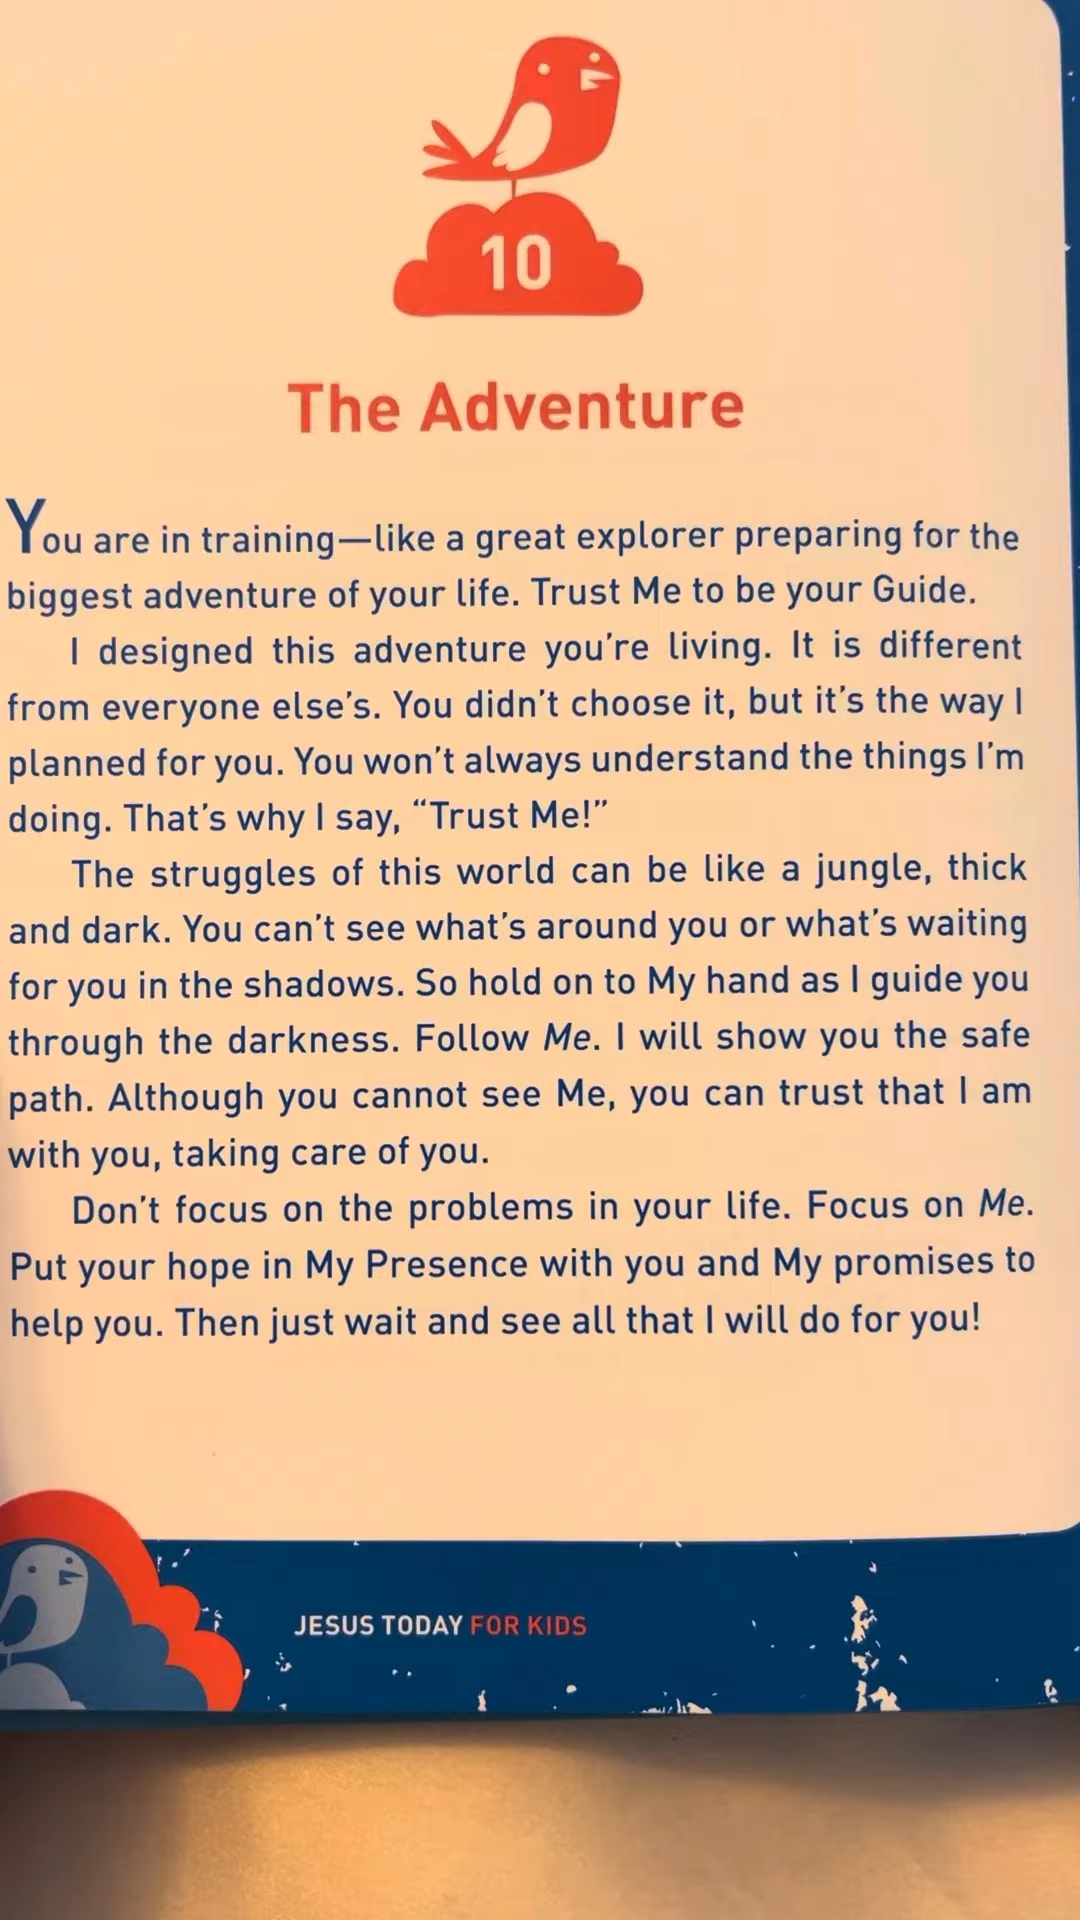 10
The Adventure
You are in training—like a great explorer preparing for the
biggest adventure of your life. Trust Me to be your Guide.
I designed this adventure you’re living. It is different
from everyone else’s. You didn’t choose it, but it’s the way I
planned for you. You won’t always understand the things I’m
doing. That’s why I say, “Trust Me!”
The struggles of this world can be like a jungle, thick
and dark. You can’t see what’s around you or what’s waiting
for you in the shadows. So hold on to My hand as I guide you
through the darkness. Follow Me. I will show you the safe
path. Although you cannot see Me, you can trust that I am
with you, taking care of you.
Don’t focus on the problems in your life. Focus on Me.
Put your hope in My Presence with you and My promises to
help you. Then just wait and see all that I will do for you!
JESUS TODAY FOR KIDS